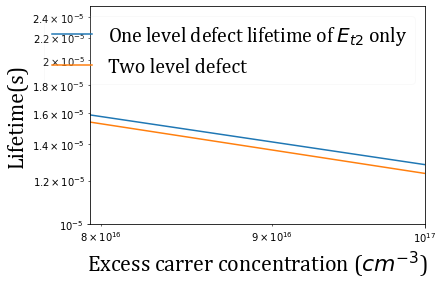 2.4 × 10⁻⁵
2.2 × 10⁻⁵
2 × 10⁻⁵
1.8 × 10⁻⁵
1.6 × 10⁻⁵
1.4 × 10⁻⁵
1.2 × 10⁻⁵
10⁻⁵
Lifetime(s)
One level defect lifetime of E_{t2} only
Two level defect
8 × 10¹⁶
9 × 10¹⁶
10¹⁷
Excess carrer concentration (cm⁻³)